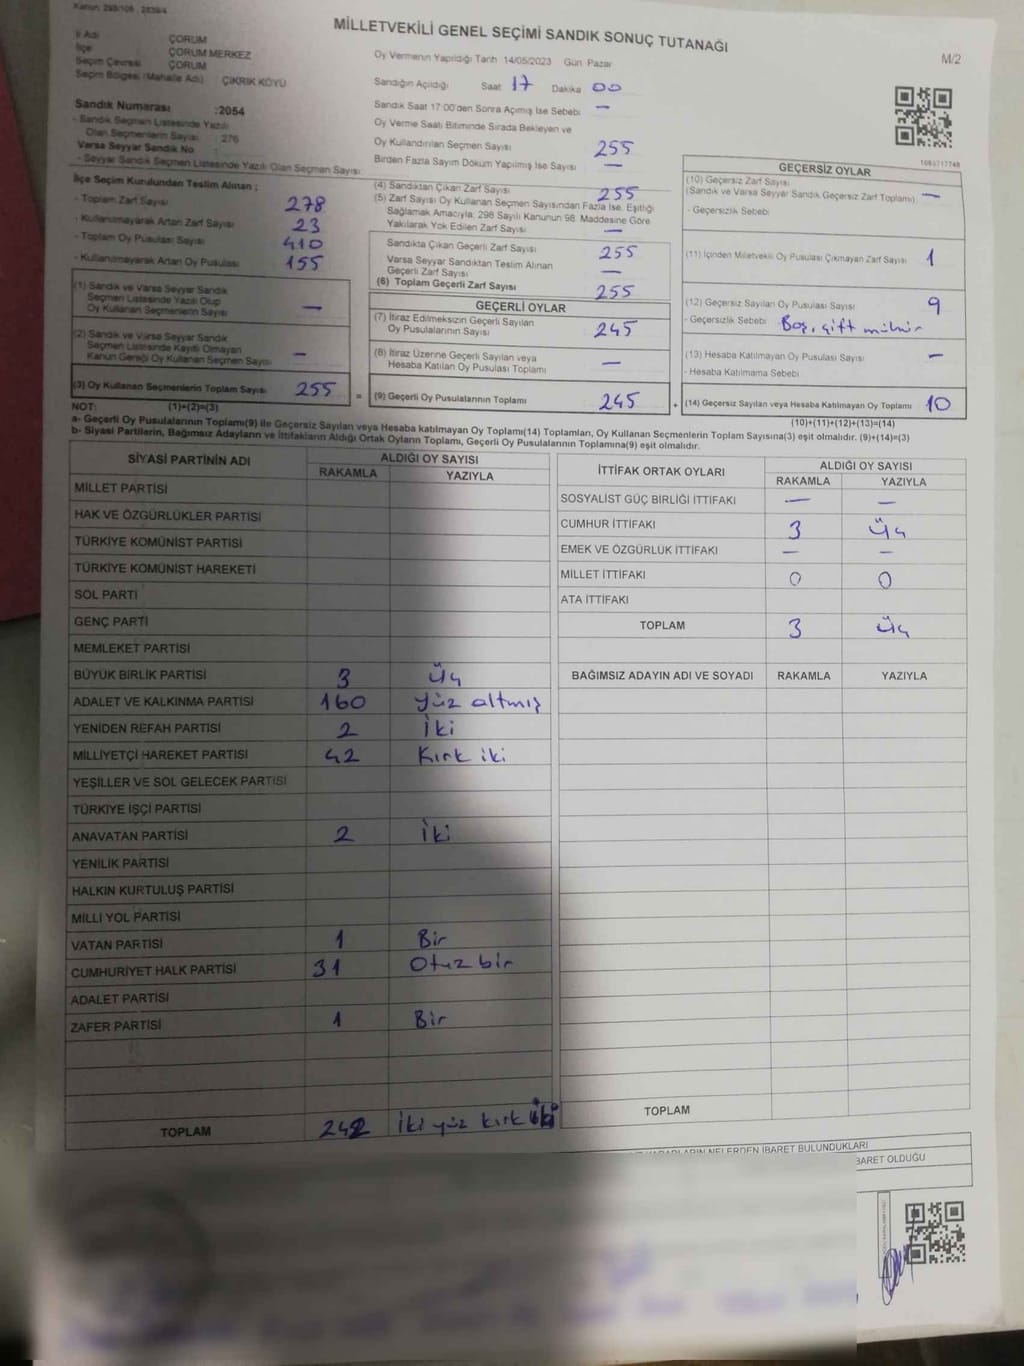 MİLLETVEKİLİ GENEL SEÇİMİ SANDIK SONUÇ TUTANAĞI
M/2
İl Adı ÇORUM
İlçe ÇORUM MERKEZ
Seçim Çevresi ÇORUM
Seçim Bölgesi (Mahalle Adı) ÇIKRIK KÖYÜ
Sandık Numarası :2054
- Sandık Seçmen Listesinde Yazılı
Olan Seçmenlerin Sayısı : 276
Varsa Seyyar Sandık No
- Seyyar Sandık Seçmen Listesinde Yazılı Olan Seçmen Sayısı
Oy Vermenin Yapıldığı Tarih 14/05/2023 Gün Pazar
Sandığın Açıldığı Saat 17 Dakika 00
Sandık Saat 17 00'den Sonra Açılmış İse Sebebi —
Oy Verme Saati Bitiminde Sırada Bekleyen ve
Oy Kullandırılan Seçmen Sayısı 255
Birden Fazla Sayım Döküm Yapılmış İse Sayısı —
İlçe Seçim Kurulundan Teslim Alınan ;
- Toplam Zarf Sayısı 278
- Kullanılmayarak Artan Zarf Sayısı 23
- Toplam Oy Pusulası Sayısı 410
- Kullanılmayarak Artan Oy Pusulası 155
(1) Sandık ve Varsa Seyyar Sandık
Seçmen Listesinde Yazılı Olup
Oy Kullanan Seçmenlerin Sayısı —
(2) Sandık ve Varsa Seyyar Sandık
Seçmen Listesinde Kayıtlı Olmayan
Kanun Gereği Oy Kullanan Seçmen Sayısı —
(3) Oy Kullanan Seçmenlerin Toplam Sayısı 255 =
(4) Sandıktan Çıkan Zarf Sayısı 255
(5) Zarf Sayısı Oy Kullanan Seçmen Sayısından Fazla İse, Eşitliği
Sağlamak Amacıyla, 298 Sayılı Kanunun 98. Maddesine Göre
Yakılarak Yok Edilen Zarf Sayısı —
Sandıkta Çıkan Geçerli Zarf Sayısı 255
Varsa Seyyar Sandıktan Teslim Alınan
Geçerli Zarf Sayısı —
(6) Toplam Geçerli Zarf Sayısı 255
GEÇERLİ OYLAR
(7) İtiraz Edilmeksizin Geçerli Sayılan
Oy Pusulalarının Sayısı 245
(8) İtiraz Üzerine Geçerli Sayılan veya
Hesaba Katılan Oy Pusulası Toplamı —
(9) Geçerli Oy Pusulalarının Toplamı 245 +
1063717748
GEÇERSİZ OYLAR
(10) Geçersiz Zarf Sayısı
(Sandık ve Varsa Seyyar Sandık Geçersiz Zarf Toplamı) —
- Geçersizlik Sebebi
(11) İçinden Milletvekili Oy Pusulası Çıkmayan Zarf Sayısı 1
(12) Geçersiz Sayılan Oy Pusulası Sayısı 9
- Geçersizlik Sebebi Boş, çift mühür
(13) Hesaba Katılmayan Oy Pusulası Sayısı —
- Hesaba Katılmama Sebebi
(14) Geçersiz Sayılan veya Hesaba Katılmayan Oy Toplamı 10
NOT: (1)+(2)=(3) (10)+(11)+(12)+(13)=(14)
a- Geçerli Oy Pusulalarının Toplamı(9) ile Geçersiz Sayılan veya Hesaba katılmayan Oy Toplamı(14) Toplamları, Oy Kullanan Seçmenlerin Toplam Sayısına(3) eşit olmalıdır. (9)+(14)=(3)
b- Siyasi Partilerin, Bağımsız Adayların ve İttifakların Aldığı Ortak Oyların Toplamı, Geçerli Oy Pusulalarının Toplamına(9) eşit olmalıdır.
SİYASİ PARTİNİN ADI ALDIĞI OY SAYISI
RAKAMLA YAZIYLA
MİLLET PARTİSİ
HAK VE ÖZGÜRLÜKLER PARTİSİ
TÜRKİYE KOMÜNİST PARTİSİ
TÜRKİYE KOMÜNİST HAREKETİ
SOL PARTİ
GENÇ PARTİ
MEMLEKET PARTİSİ
BÜYÜK BİRLİK PARTİSİ 3 Üç
ADALET VE KALKINMA PARTİSİ 160 Yüz altmış
YENİDEN REFAH PARTİSİ 2 İki
MİLLİYETÇİ HAREKET PARTİSİ 42 Kırk iki
YEŞİLLER VE SOL GELECEK PARTİSİ
TÜRKİYE İŞÇİ PARTİSİ
ANAVATAN PARTİSİ 2 İki
YENİLİK PARTİSİ
HALKIN KURTULUŞ PARTİSİ
MİLLİ YOL PARTİSİ
VATAN PARTİSİ 1 Bir
CUMHURİYET HALK PARTİSİ 31 Otuz bir
ADALET PARTİSİ
ZAFER PARTİSİ 1 Bir
TOPLAM 242 İki yüz kırk iki
İTTİFAK ORTAK OYLARI ALDIĞI OY SAYISI
RAKAMLA YAZIYLA
SOSYALİST GÜÇ BİRLİĞİ İTTİFAKI — —
CUMHUR İTTİFAKI 3 Üç
EMEK VE ÖZGÜRLÜK İTTİFAKI — —
MİLLET İTTİFAKI 0 0
ATA İTTİFAKI
TOPLAM 3 Üç
BAĞIMSIZ ADAYIN ADI VE SOYADI RAKAMLA YAZIYLA
TOPLAM
NELERDEN İBARET BULUNDUKLARI
BARET OLDUĞU